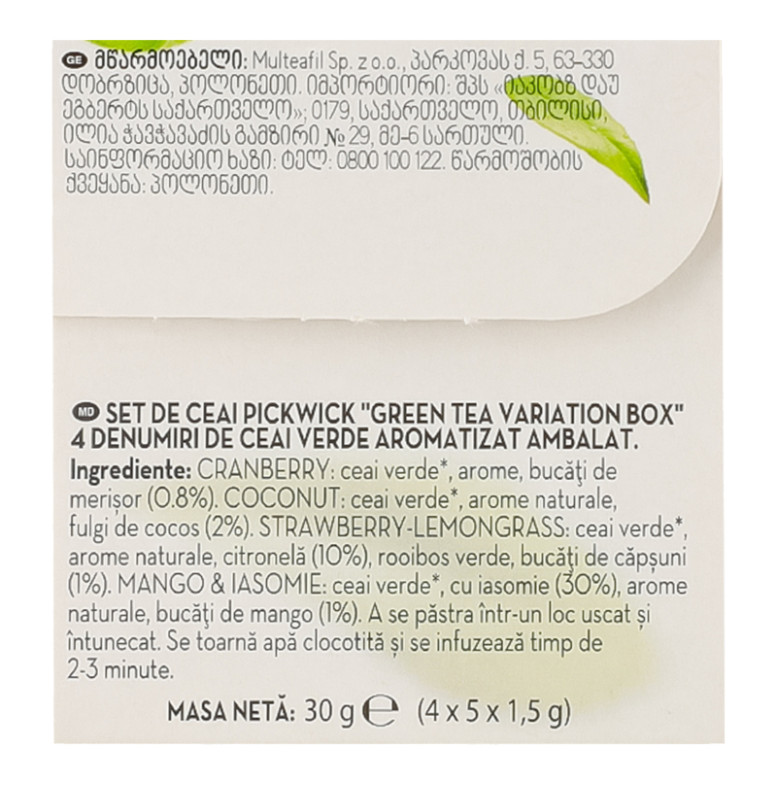 GE მწარმოებელი: Multeafil Sp. z o.o., პარკოვას ქ. 5, 63-330
დობრზიცა, პოლონეთი. იმპორტიორი: შპს «იაკობზ დაუ
ეგბერტს საქართველო»; 0179, საქართველო, თბილისი,
ილია ჭავჭავაძის გამზირი № 29, მე-6 სართული.
საინფორმაციო ხაზი: ტელ: 0800 100 122. წარმოშობის
ქვეყანა: პოლონეთი.
MD SET DE CEAI PICKWICK "GREEN TEA VARIATION BOX"
4 DENUMIRI DE CEAI VERDE AROMATIZAT AMBALAT.
Ingrediente: CRANBERRY: ceai verde*, arome, bucăţi de
merişor (0.8%). COCONUT: ceai verde*, arome naturale,
fulgi de cocos (2%). STRAWBERRY-LEMONGRASS: ceai verde*,
arome naturale, citronelă (10%), rooibos verde, bucăţi de căpşuni
(1%). MANGO & IASOMIE: ceai verde*, cu iasomie (30%), arome
naturale, bucăţi de mango (1%). A se păstra într-un loc uscat şi
întunecat. Se toarnă apă clocotită şi se infuzează timp de
2-3 minute.
MASA NETĂ: 30 g ℮ (4 x 5 x 1,5 g)